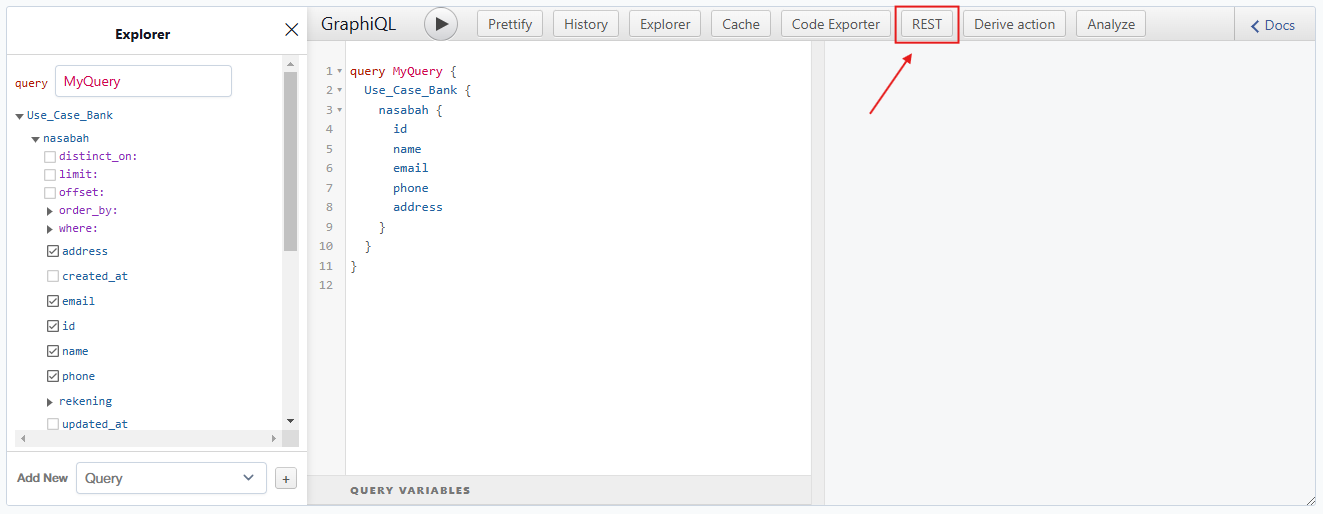 Explorer
query MyQuery
Use_Case_Bank
nasabah
distinct_on:
limit:
offset:
order_by:
where:
address
created_at
email
id
name
phone
rekening
updated_at
Add New Query +
GraphiQL Prettify History Explorer Cache Code Exporter REST Derive action Analyze Docs
1 query MyQuery {
2 Use_Case_Bank {
3 nasabah {
4 id
5 name
6 email
7 phone
8 address
9 }
10 }
11 }
12
QUERY VARIABLES